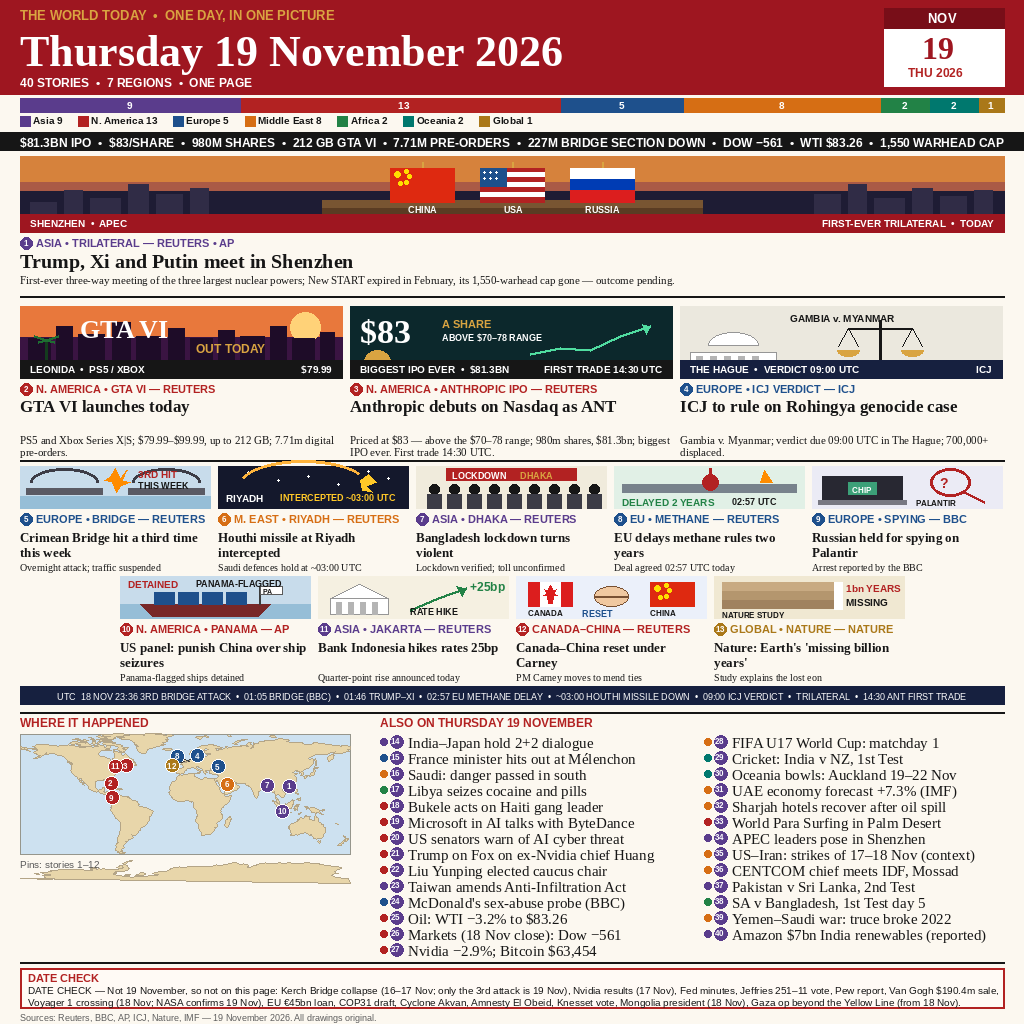 THE WORLD TODAY • ONE DAY, IN ONE PICTURE
Thursday 19 November 2026
40 STORIES • 7 REGIONS • ONE PAGE
NOV
19
THU 2026
9 13 5 8 2 2 1
Asia 9 N. America 13 Europe 5 Middle East 8 Africa 2 Oceania 2 Global 1
$81.3BN IPO • $83/SHARE • 980M SHARES • 212 GB GTA VI • 7.71M PRE-ORDERS • 227M BRIDGE SECTION DOWN • DOW −561 • WTI $83.26 • 1,550 WARHEAD CAP
CHINA USA RUSSIA
SHENZHEN • APEC FIRST-EVER TRILATERAL • TODAY
1 ASIA • TRILATERAL — REUTERS • AP
Trump, Xi and Putin meet in Shenzhen
First-ever three-way meeting of the three largest nuclear powers; New START expired in February, its 1,550-warhead cap gone — outcome pending.
GTA VI
OUT TODAY
LEONIDA • PS5 / XBOX $79.99
2 N. AMERICA • GTA VI — REUTERS
GTA VI launches today
PS5 and Xbox Series X|S; $79.99–$99.99, up to 212 GB; 7.71m digital
pre-orders.
$83
A SHARE
ABOVE $70–78 RANGE
BIGGEST IPO EVER • $81.3BN FIRST TRADE 14:30 UTC
3 N. AMERICA • ANTHROPIC IPO — REUTERS
Anthropic debuts on Nasdaq as ANT
Priced at $83 — above the $70–78 range; 980m shares, $81.3bn; biggest
IPO ever. First trade 14:30 UTC.
GAMBIA v. MYANMAR
THE HAGUE • VERDICT 09:00 UTC ICJ
4 EUROPE • ICJ VERDICT — ICJ
ICJ to rule on Rohingya genocide case
Gambia v. Myanmar; verdict due 09:00 UTC in The Hague; 700,000+
displaced.
3RD HIT
THIS WEEK
5 EUROPE • BRIDGE — REUTERS
Crimean Bridge hit a third time
this week
Overnight attack; traffic suspended
RIYADH INTERCEPTED ~03:00 UTC
6 M. EAST • RIYADH — REUTERS
Houthi missile at Riyadh
intercepted
Saudi defences hold at ~03:00 UTC
LOCKDOWN DHAKA
7 ASIA • DHAKA — REUTERS
Bangladesh lockdown turns
violent
Lockdown verified; toll unconfirmed
DELAYED 2 YEARS 02:57 UTC
8 EU • METHANE — REUTERS
EU delays methane rules two
years
Deal agreed 02:57 UTC today
CHIP
?
PALANTIR
9 EUROPE • SPYING — BBC
Russian held for spying on
Palantir
Arrest reported by the BBC
DETAINED PANAMA-FLAGGED
PA
10 N. AMERICA • PANAMA — AP
US panel: punish China over ship
seizures
Panama-flagged ships detained
+25bp
RATE HIKE
11 ASIA • JAKARTA — REUTERS
Bank Indonesia hikes rates 25bp
Quarter-point rise announced today
CANADA RESET CHINA
12 CANADA–CHINA — REUTERS
Canada–China reset under
Carney
PM Carney moves to mend ties
1bn YEARS
MISSING
NATURE STUDY
13 GLOBAL • NATURE — NATURE
Nature: Earth's 'missing billion
years'
Study explains the lost eon
UTC 18 NOV 23:36 3RD BRIDGE ATTACK • 01:05 BRIDGE (BBC) • 01:46 TRUMP–XI • 02:57 EU METHANE DELAY • ~03:00 HOUTHI MISSILE DOWN • 09:00 ICJ VERDICT • TRILATERAL • 14:30 ANT FIRST TRADE
WHERE IT HAPPENED
8 4 11 3 12 5 2 6 7 1 9 10
Pins: stories 1–12
ALSO ON THURSDAY 19 NOVEMBER
14 India–Japan hold 2+2 dialogue
15 France minister hits out at Mélenchon
16 Saudi: danger passed in south
17 Libya seizes cocaine and pills
18 Bukele acts on Haiti gang leader
19 Microsoft in AI talks with ByteDance
20 US senators warn of AI cyber threat
21 Trump on Fox on ex-Nvidia chief Huang
22 Liu Yunping elected caucus chair
23 Taiwan amends Anti-Infiltration Act
24 McDonald's sex-abuse probe (BBC)
25 Oil: WTI −3.2% to $83.26
26 Markets (18 Nov close): Dow −561
27 Nvidia −2.9%; Bitcoin $63,454
28 FIFA U17 World Cup: matchday 1
29 Cricket: India v NZ, 1st Test
30 Oceania bowls: Auckland 19–22 Nov
31 UAE economy forecast +7.3% (IMF)
32 Sharjah hotels recover after oil spill
33 World Para Surfing in Palm Desert
34 APEC leaders pose in Shenzhen
35 US–Iran: strikes of 17–18 Nov (context)
36 CENTCOM chief meets IDF, Mossad
37 Pakistan v Sri Lanka, 2nd Test
38 SA v Bangladesh, 1st Test day 5
39 Yemen–Saudi war: truce broke 2022
40 Amazon $7bn India renewables (reported)
DATE CHECK
DATE CHECK — Not 19 November, so not on this page: Kerch Bridge collapse (16–17 Nov; only the 3rd attack is 19 Nov), Nvidia results (17 Nov), Fed minutes, Jeffries 251–11 vote, Pew report, Van Gogh $190.4m sale,
Voyager 1 crossing (18 Nov; NASA confirms 19 Nov), EU €45bn loan, COP31 draft, Cyclone Akvan, Amnesty El Obeid, Knesset vote, Mongolia president (18 Nov), Gaza op beyond the Yellow Line (from 18 Nov).
Sources: Reuters, BBC, AP, ICJ, Nature, IMF — 19 November 2026. All drawings original.